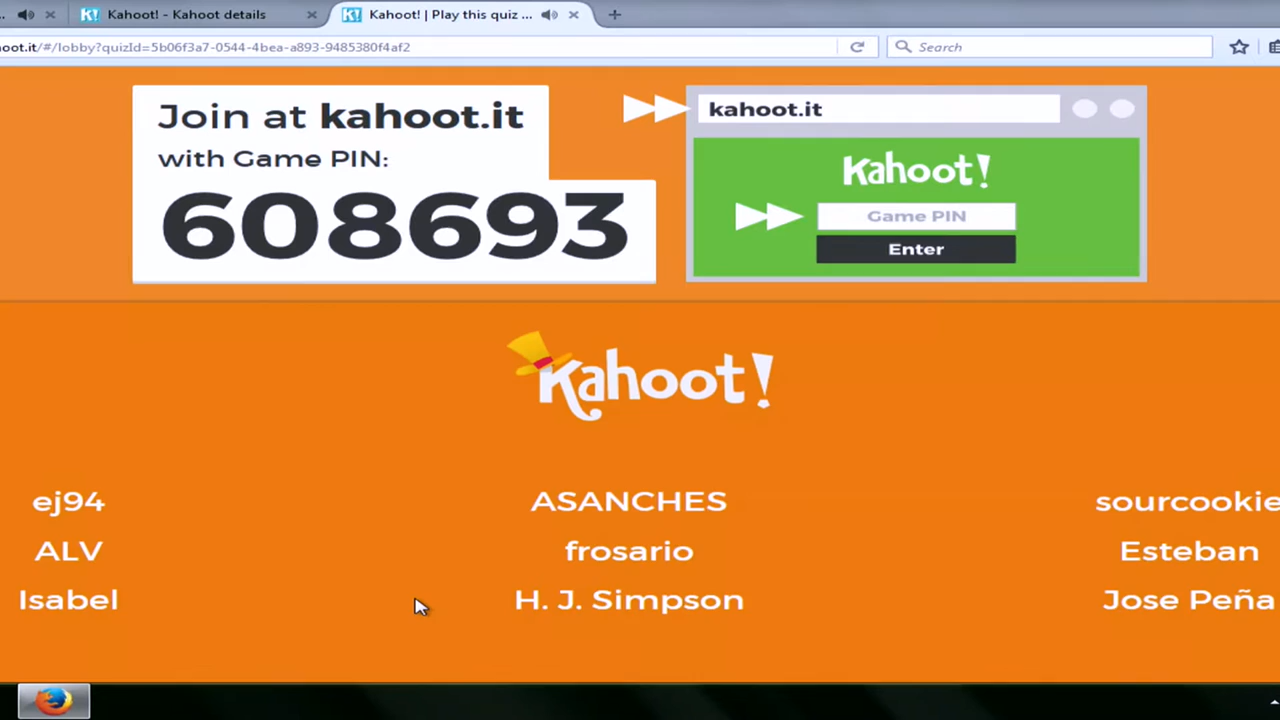 Kahoot! - Kahoot details
Kahoot! | Play this quiz ...
oot.it/#/lobby?quizId=5b06f3a7-0544-4bea-a893-9485380f4af2
Search
Join at kahoot.it
with Game PIN:
608693
kahoot.it
Kahoot!
Game PIN
Enter
Kahoot!
ej94 ASANCHES sourcookie
ALV frosario Esteban
Isabel H. J. Simpson Jose Peña